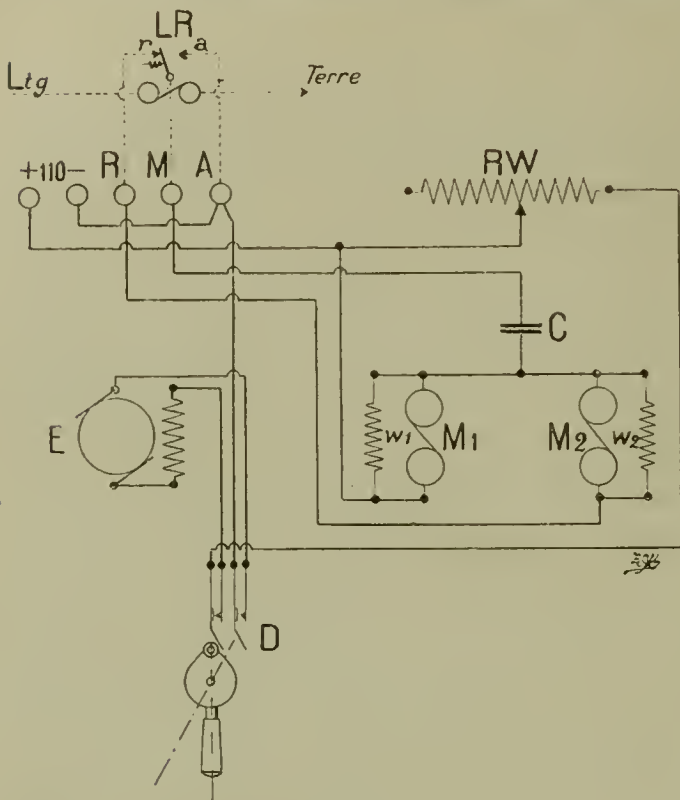 LR
r a
Ltg Terre
+110- R M A RW
C
E w1 M1 M2 w2
D